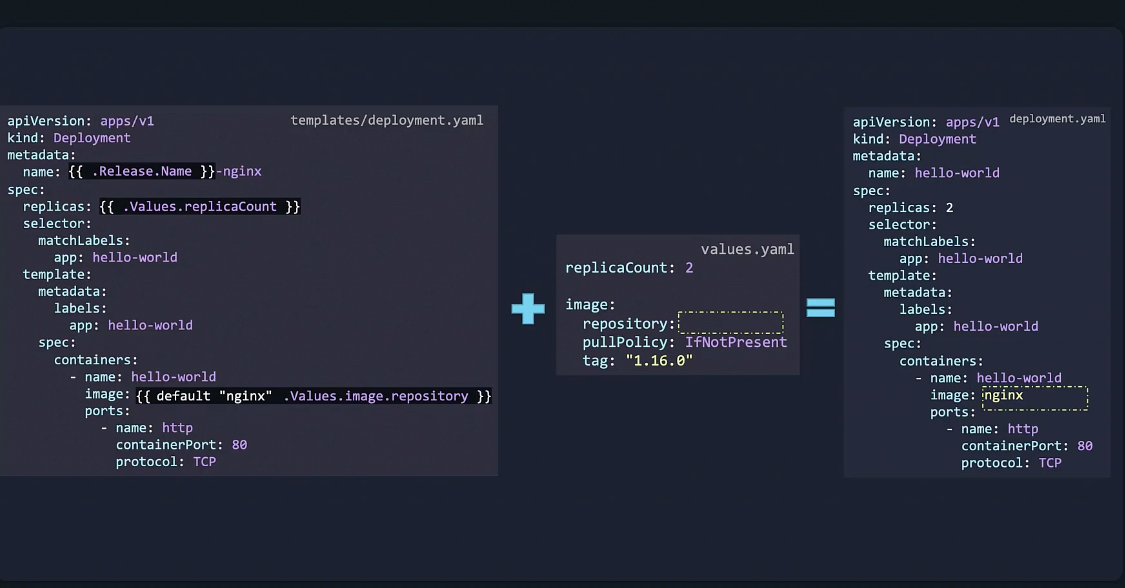 templates/deployment.yaml
apiVersion: apps/v1
kind: Deployment
metadata:
  name: {{ .Release.Name }}-nginx
spec:
  replicas: {{ .Values.replicaCount }}
  selector:
    matchLabels:
      app: hello-world
  template:
    metadata:
      labels:
        app: hello-world
    spec:
      containers:
        - name: hello-world
          image: {{ default "nginx" .Values.image.repository }}
          ports:
            - name: http
              containerPort: 80
              protocol: TCP
values.yaml
replicaCount: 2
image:
  repository:
  pullPolicy: IfNotPresent
  tag: "1.16.0"
deployment.yaml
apiVersion: apps/v1
kind: Deployment
metadata:
  name: hello-world
spec:
  replicas: 2
  selector:
    matchLabels:
      app: hello-world
  template:
    metadata:
      labels:
        app: hello-world
    spec:
      containers:
        - name: hello-world
          image: nginx
          ports:
            - name: http
              containerPort: 80
              protocol: TCP